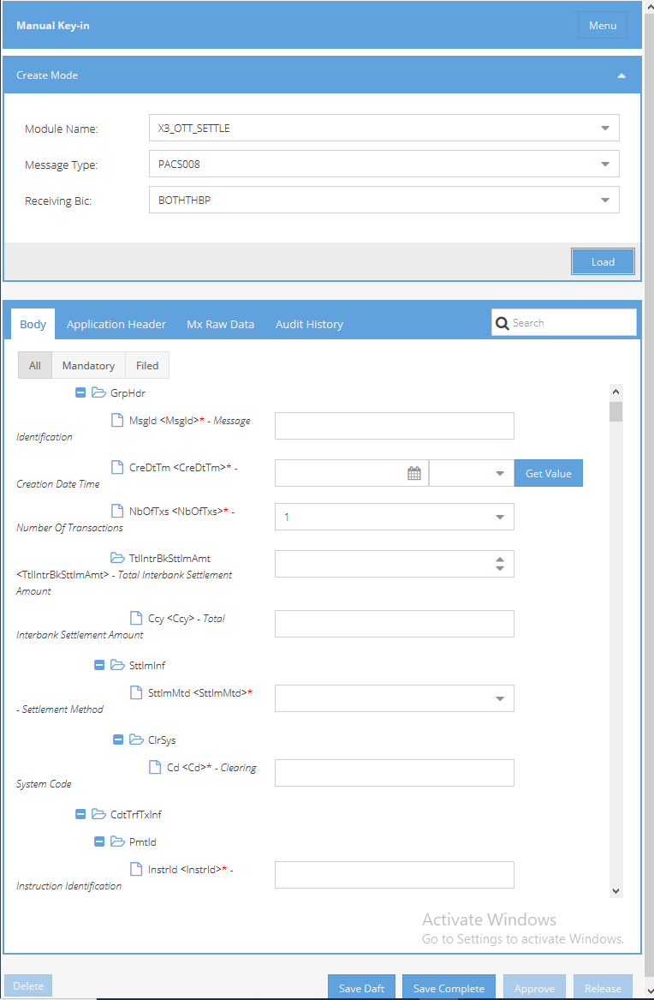 Manual Key-in
Menu
Create Mode
Module Name:
X3_OTT_SETTLE
Message Type:
PACS008
Receiving Bic:
BOTHTHBP
Load
Body
Application Header
Mx Raw Data
Audit History
Search
All
Mandatory
Filed
GrpHdr
MsgId <MsgId>* - Message
Identification
CreDtTm <CreDtTm>* -
Creation Date Time
Get Value
NbOfTxs <NbOfTxs>* -
Number Of Transactions
1
TtlIntrBkSttlmAmt
<TtlIntrBkSttlmAmt> - Total Interbank Settlement
Amount
Ccy <Ccy> - Total
Interbank Settlement Amount
SttlmInf
SttlmMtd <SttlmMtd>*
- Settlement Method
ClrSys
Cd <Cd>* - Clearing
System Code
CdtTrfTxInf
PmtId
InstrId <InstrId>* -
Instruction Identification
Activate Windows
Go to Settings to activate Windows.
Delete
Save Daft
Save Complete
Approve
Release